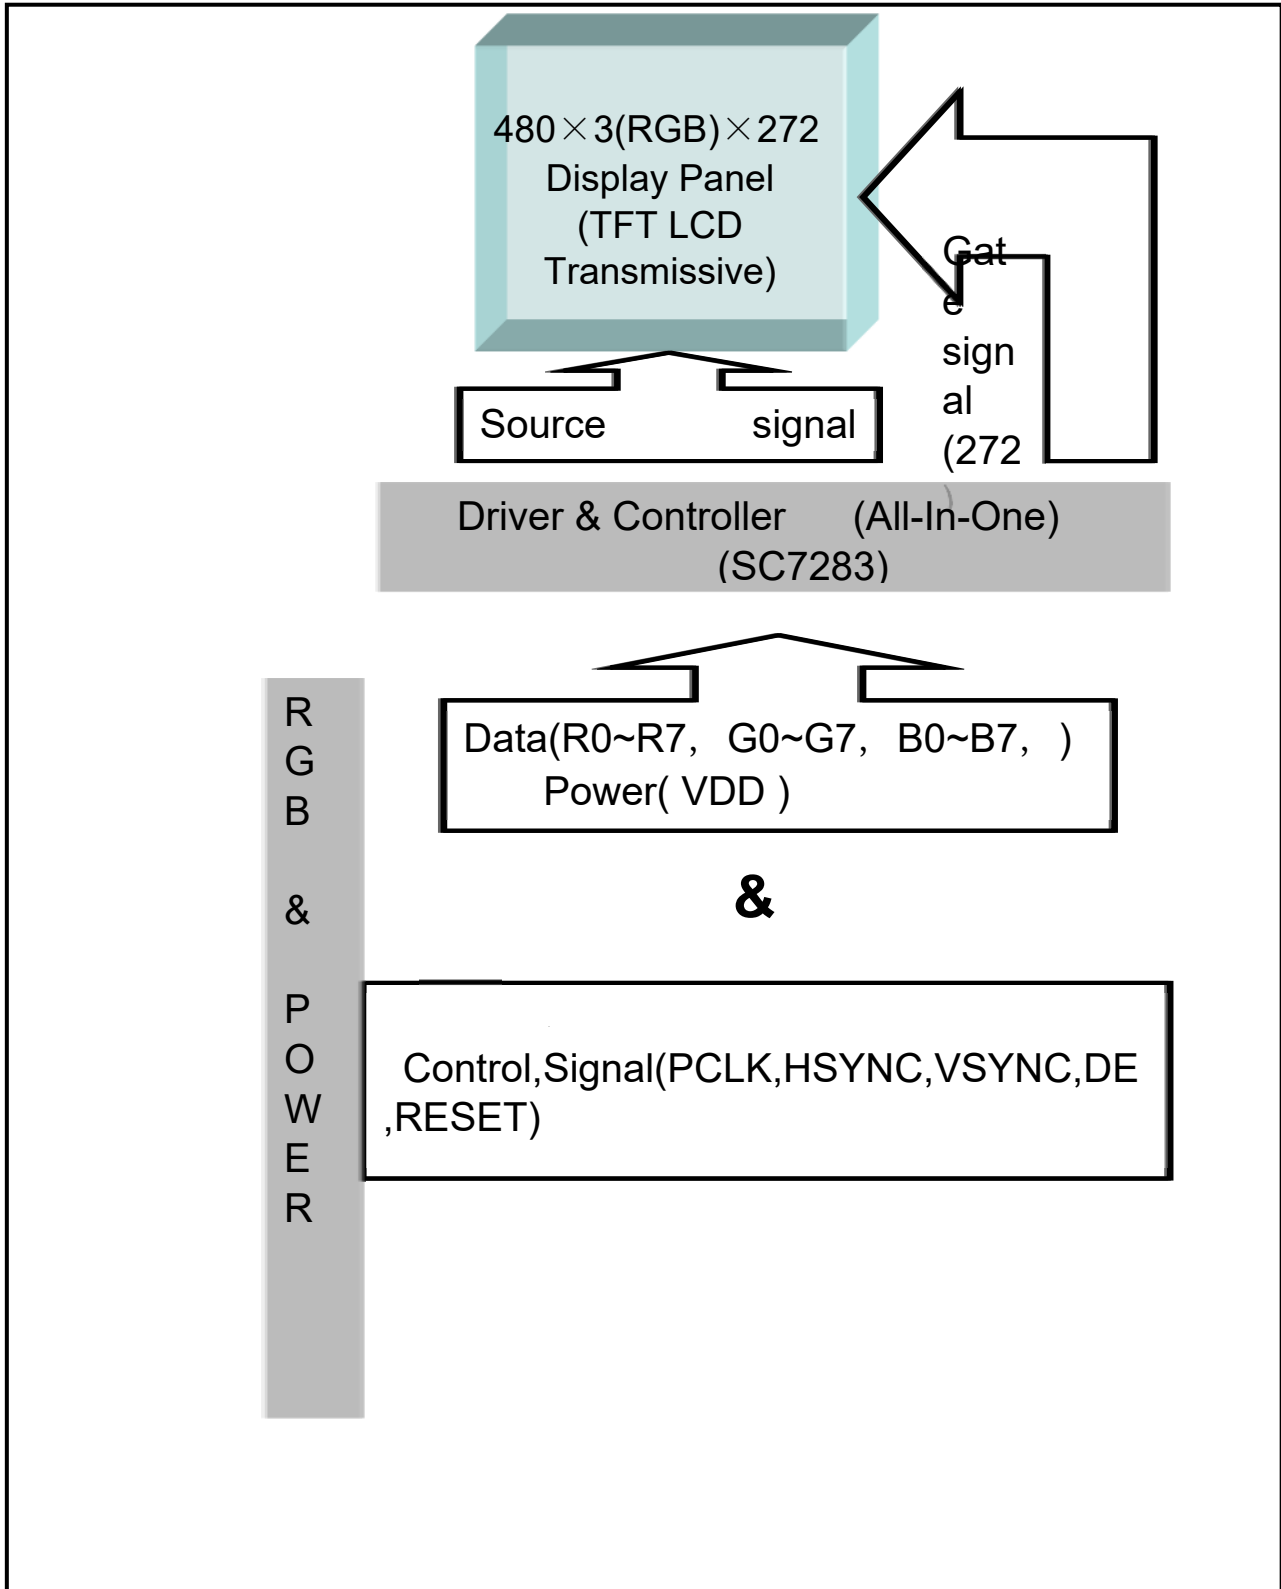 480×3(RGB)×272
Display Panel
(TFT LCD
Transmissive)
Gat
e
sign
al
(272
)
Source signal
Driver & Controller (All-In-One)
(SC7283)
R
G
B
&
P
O
W
E
R
Data(R0~R7, G0~G7, B0~B7, )
Power( VDD )
&
Control,Signal(PCLK,HSYNC,VSYNC,DE
,RESET)